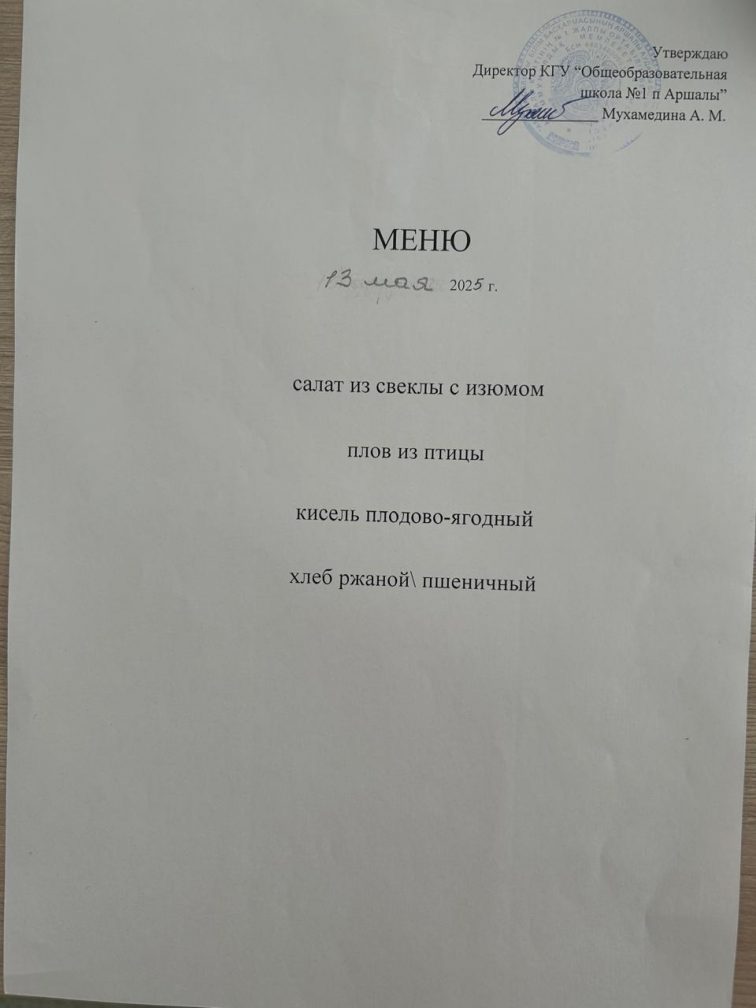 Утверждаю
Директор КГУ “Общеобразовательная
школа №1 п Аршалы”
Мухамедина А. М.
МЕНЮ
13 мая 2025 г.
салат из свеклы с изюмом
плов из птицы
кисель плодово-ягодный
хлеб ржаной\ пшеничный